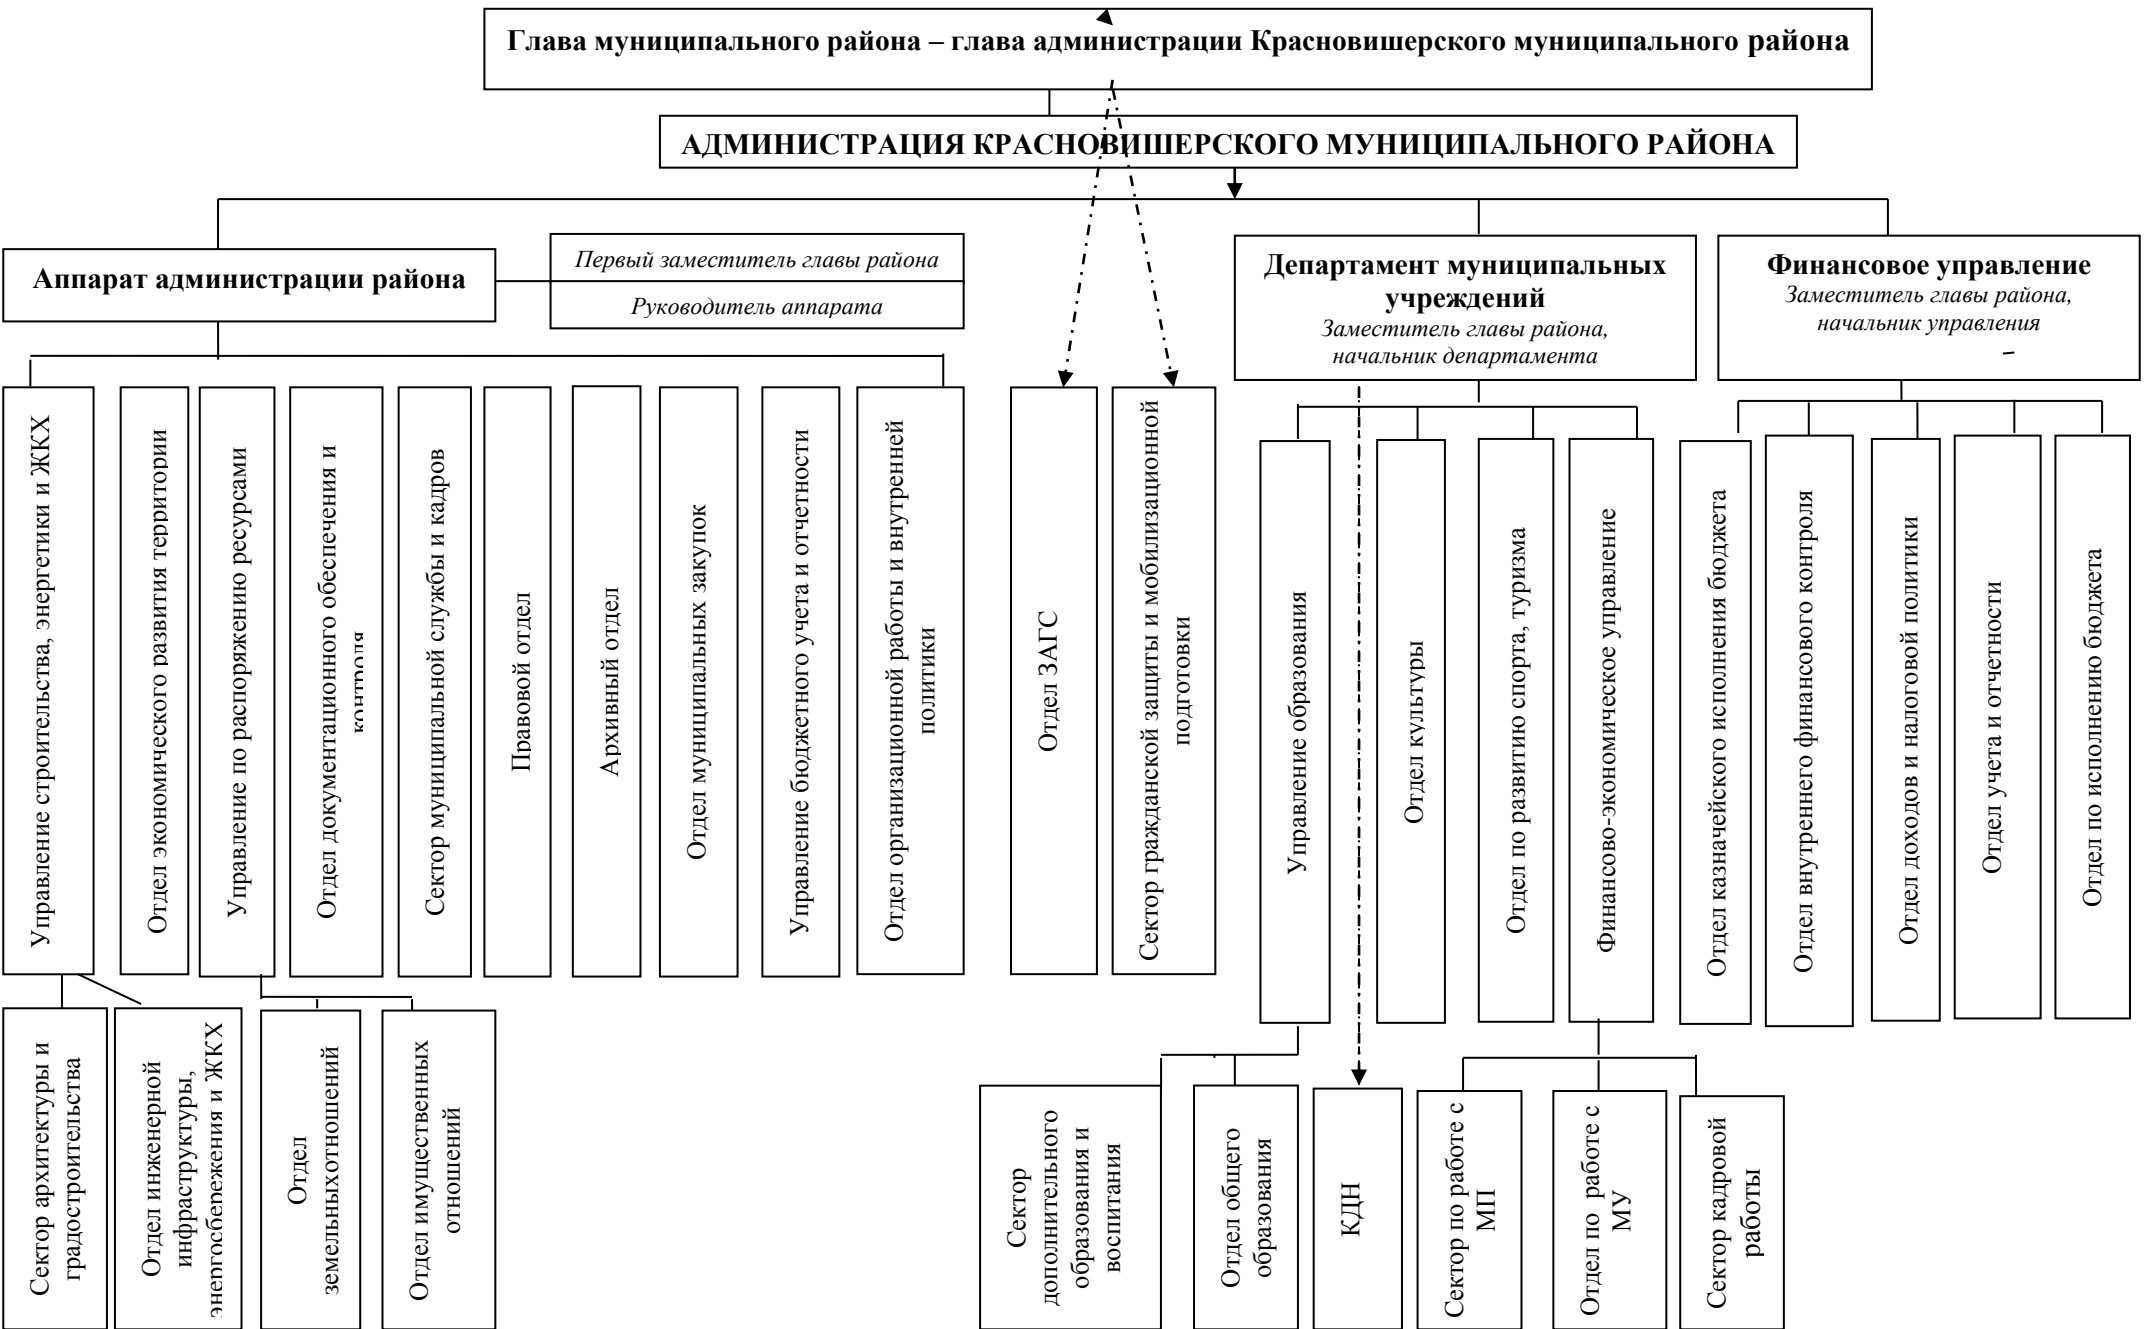 Глава муниципального района – глава администрации Красновишерского муниципального района
АДМИНИСТРАЦИЯ КРАСНОВИШЕРСКОГО МУНИЦИПАЛЬНОГО РАЙОНА
Аппарат администрации района
Первый заместитель главы района
Руководитель аппарата
Департамент муниципальных
учреждений
Заместитель главы района,
начальник департамента
Финансовое управление
Заместитель главы района,
начальник управления
–
Управление строительства, энергетики и ЖКХ
Отдел экономического развития территории
Управление по распоряжению ресурсами
Отдел документационного обеспечения и
контроля
Сектор муниципальной службы и кадров
Правовой отдел
Архивный отдел
Отдел муниципальных закупок
Управление бюджетного учета и отчетности
Отдел организационной работы и внутренней
политики
Отдел ЗАГС
Сектор гражданской защиты и мобилизационной
подготовки
Управление образования
Отдел культуры
Отдел по развитию спорта, туризма
Финансово-экономическое управление
Отдел казначейского исполнения бюджета
Отдел внутреннего финансового контроля
Отдел доходов и налоговой политики
Отдел учета и отчетности
Отдел по исполнению бюджета
Сектор архитектуры и
градостроительства
Отдел инженерной
инфраструктуры,
энергосбережения и ЖКХ
Отдел
земельныхотношений
Отдел имущественных
отношений
Сектор
дополнительного
образования и
воспитания
Отдел общего
образования
КДН
Сектор по работе с
МП
Отдел по работе с
МУ
Сектор кадровой
работы